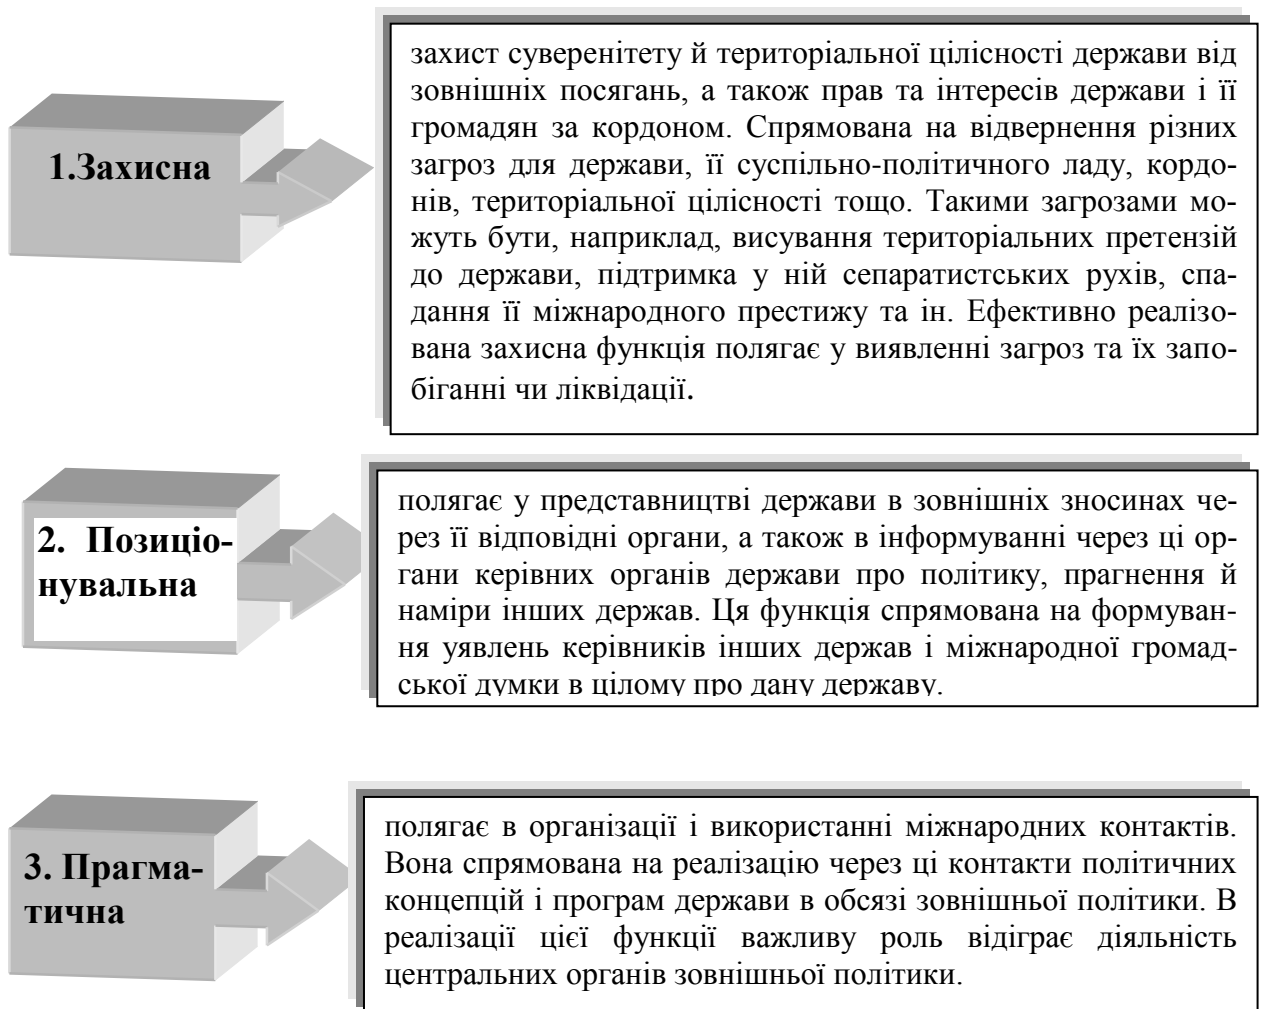 1.Захисна
захист суверенітету й територіальної цілісності держави від
зовнішніх посягань, а також прав та інтересів держави і її
громадян за кордоном. Спрямована на відвернення різних
загроз для держави, її суспільно-політичного ладу, кордо-
нів, територіальної цілісності тощо. Такими загрозами мо-
жуть бути, наприклад, висування територіальних претензій
до держави, підтримка у ній сепаратистських рухів, спа-
дання її міжнародного престижу та ін. Ефективно реалізо-
вана захисна функція полягає у виявленні загроз та їх запо-
біганні чи ліквідації.
2. Позиціо-
нувальна
полягає у представництві держави в зовнішніх зносинах че-
рез її відповідні органи, а також в інформуванні через ці ор-
гани керівних органів держави про політику, прагнення й
наміри інших держав. Ця функція спрямована на формуван-
ня уявлень керівників інших держав і міжнародної громад-
ської думки в цілому про дану державу.
3. Прагма-
тична
полягає в організації і використанні міжнародних контактів.
Вона спрямована на реалізацію через ці контакти політичних
концепцій і програм держави в обсязі зовнішньої політики. В
реалізації цієї функції важливу роль відіграє діяльність
центральних органів зовнішньої політики.